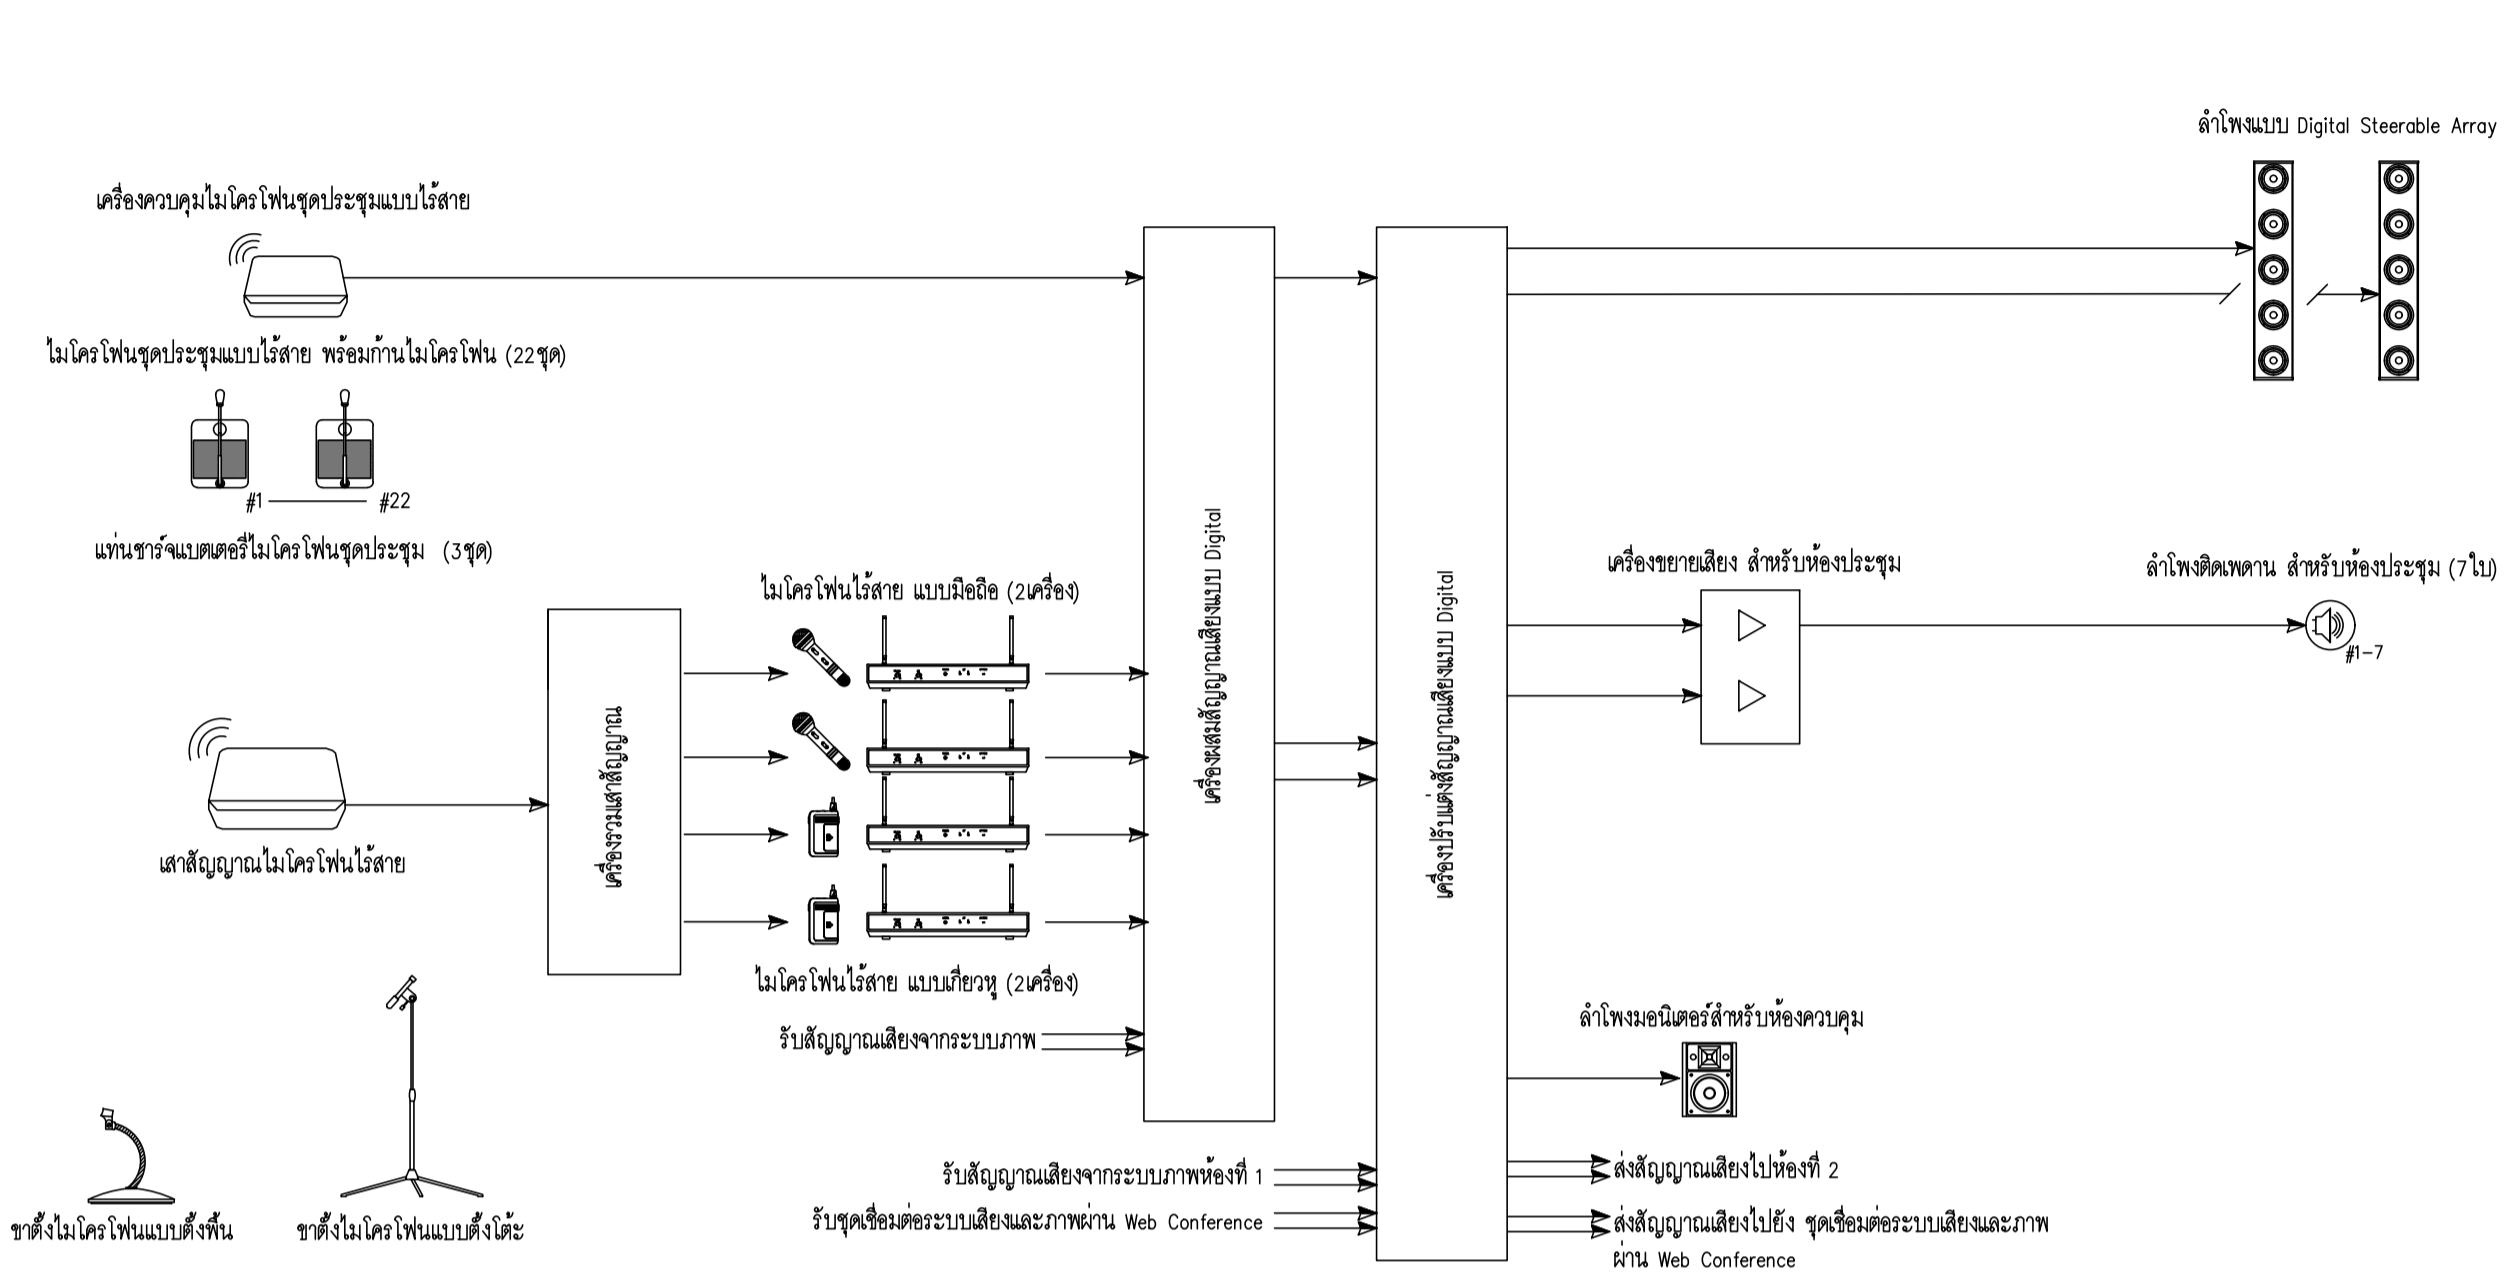 ลำโพงแบบ Digital Steerable Array
เครื่องควบคุมไมโครโฟนชุดประชุมแบบไร้สาย
ไมโครโฟนชุดประชุมแบบไร้สาย พร้อมก้านไมโครโฟน (22ชุด)
#1
#22
แท่นชาร์จแบตเตอรี่ไมโครโฟนชุดประชุม (3ชุด)
ไมโครโฟนไร้สาย แบบมือถือ (2เครื่อง)
เครื่องรวมเสาสัญญาณ
เสาสัญญาณไมโครโฟนไร้สาย
ไมโครโฟนไร้สาย แบบเกี่ยวหู (2เครื่อง)
รับสัญญาณเสียงจากระบบภาพ
เครื่องผสมสัญญาณเสียงแบบ Digital
เครื่องปรับแต่งสัญญาณเสียงแบบ Digital
เครื่องขยายเสียง สำหรับห้องประชุม
ลำโพงติดเพดาน สำหรับห้องประชุม (7ใบ)
#1-7
ลำโพงมอนิเตอร์สำหรับห้องควบคุม
รับสัญญาณเสียงจากระบบภาพห้องที่ 1
รับชุดเชื่อมต่อระบบเสียงและภาพผ่าน Web Conference
ส่งสัญญาณเสียงไปห้องที่ 2
ส่งสัญญาณเสียงไปยัง ชุดเชื่อมต่อระบบเสียงและภาพ
ผ่าน Web Conference
ขาตั้งไมโครโฟนแบบตั้งพื้น
ขาตั้งไมโครโฟนแบบตั้งโต้ะ